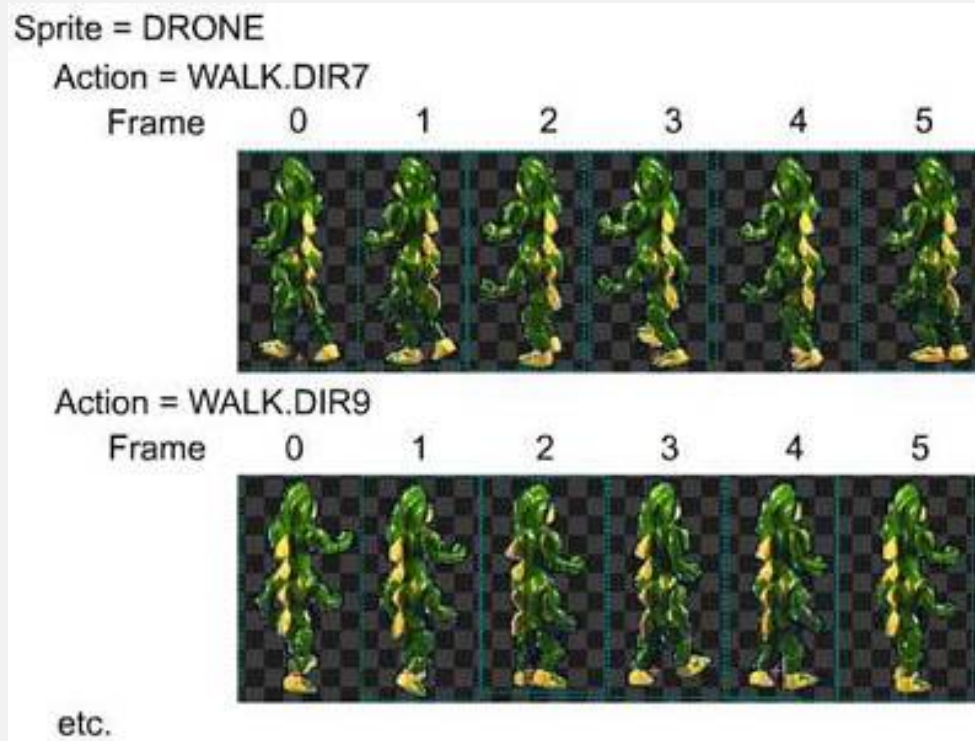 Sprite = DRONE
Action = WALK.DIR7
Frame 0 1 2 3 4 5
Action = WALK.DIR9
Frame 0 1 2 3 4 5
etc.